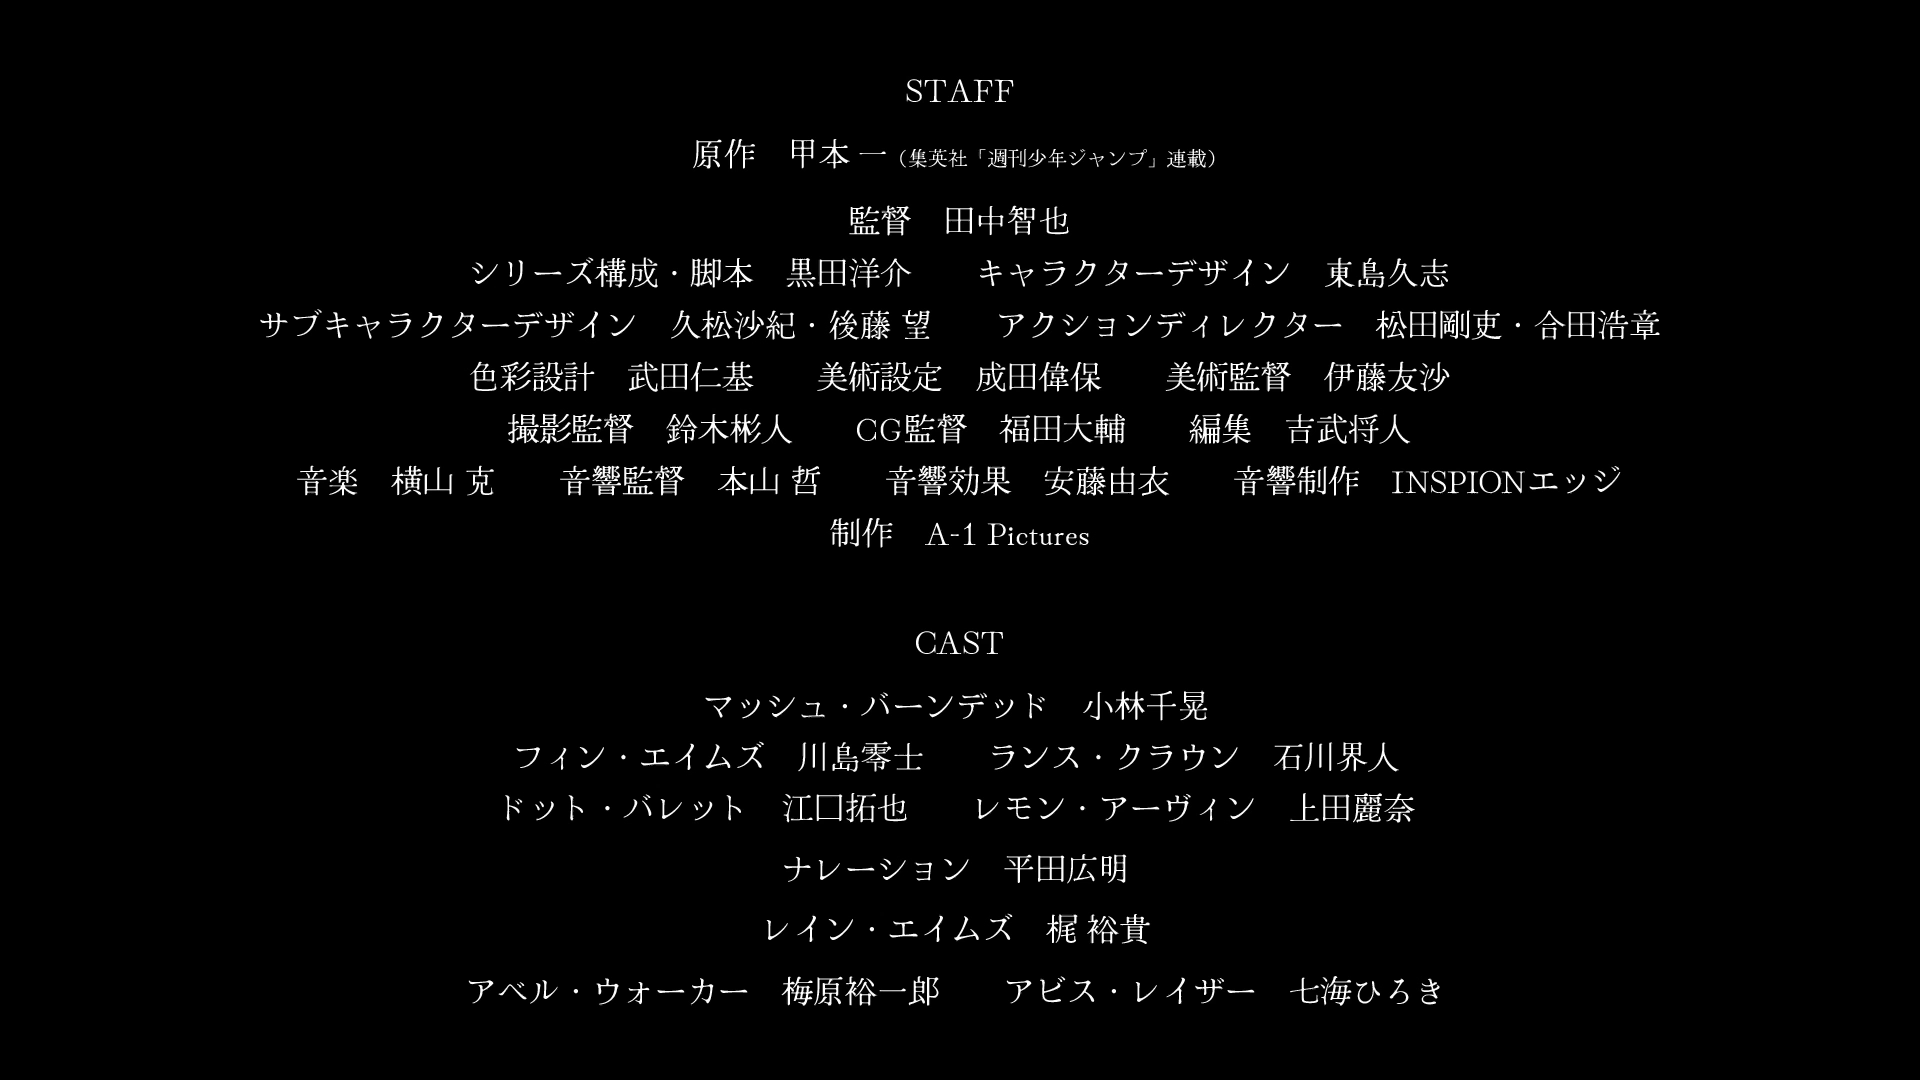 STAFF
原作　甲本 一（集英社「週刊少年ジャンプ」連載）
監督　田中智也
シリーズ構成・脚本　黒田洋介　　キャラクターデザイン　東島久志
サブキャラクターデザイン　久松沙紀・後藤 望　　アクションディレクター　松田剛吏・合田浩章
色彩設計　武田仁基　　美術設定　成田偉保　　美術監督　伊藤友沙
撮影監督　鈴木彬人　　CG監督　福田大輔　　編集　吉武将人
音楽　横山 克　　音響監督　本山 哲　　音響効果　安藤由衣　　音響制作　INSPIONエッジ
制作　A-1 Pictures
CAST
マッシュ・バーンデッド　小林千晃
フィン・エイムズ　川島零士　　ランス・クラウン　石川界人
ドット・バレット　江口拓也　　レモン・アーヴィン　上田麗奈
ナレーション　平田広明
レイン・エイムズ　梶 裕貴
アベル・ウォーカー　梅原裕一郎　　アビス・レイザー　七海ひろき